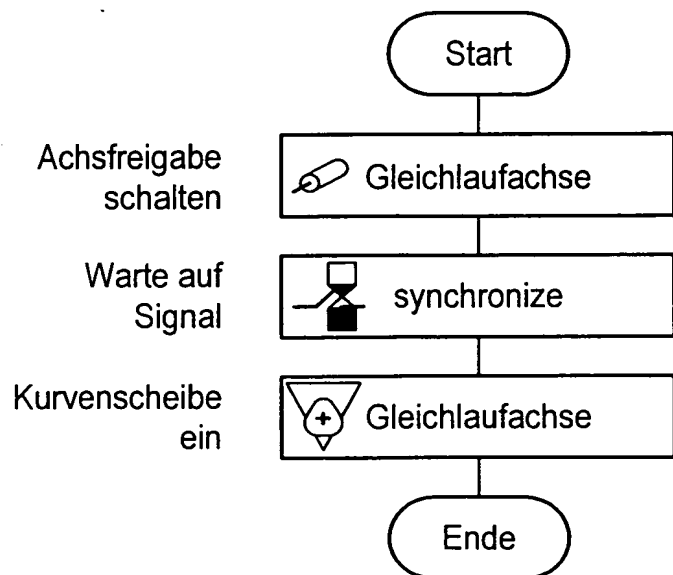 Start
Achsfreigabe
schalten
Gleichlaufachse
Warte auf
Signal
synchronize
Kurvenscheibe
ein
Gleichlaufachse
Ende